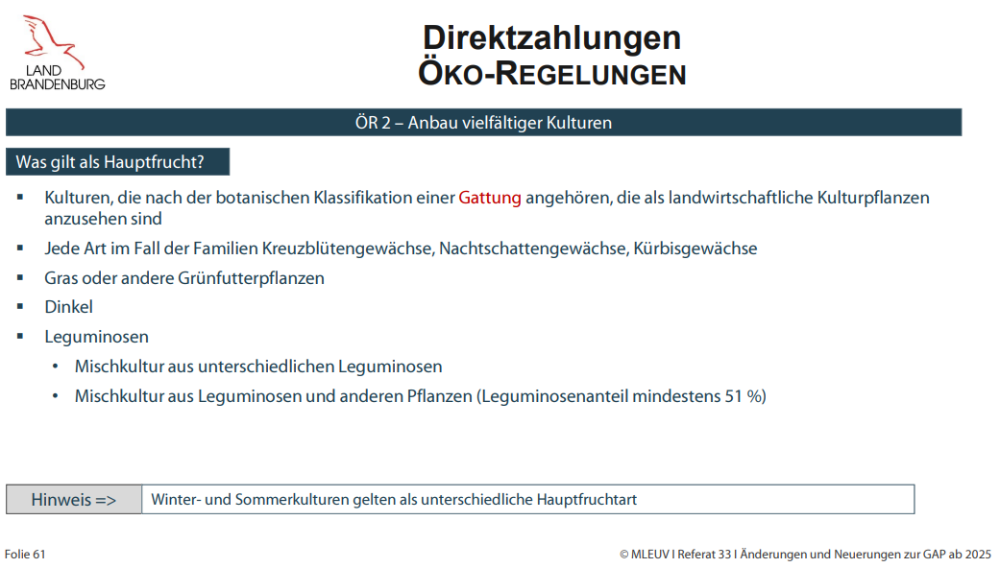 LAND
BRANDENBURG
Direktzahlungen
ÖKO-REGELUNGEN
ÖR 2 – Anbau vielfältiger Kulturen
Was gilt als Hauptfrucht?
▪ Kulturen, die nach der botanischen Klassifikation einer Gattung angehören, die als landwirtschaftliche Kulturpflanzen
anzusehen sind
▪ Jede Art im Fall der Familien Kreuzblütengewächse, Nachtschattengewächse, Kürbisgewächse
▪ Gras oder andere Grünfutterpflanzen
▪ Dinkel
▪ Leguminosen
• Mischkultur aus unterschiedlichen Leguminosen
• Mischkultur aus Leguminosen und anderen Pflanzen (Leguminosenanteil mindestens 51 %)
Hinweis => Winter- und Sommerkulturen gelten als unterschiedliche Hauptfruchtart
Folie 61 © MLEUV I Referat 33 I Änderungen und Neuerungen zur GAP ab 2025